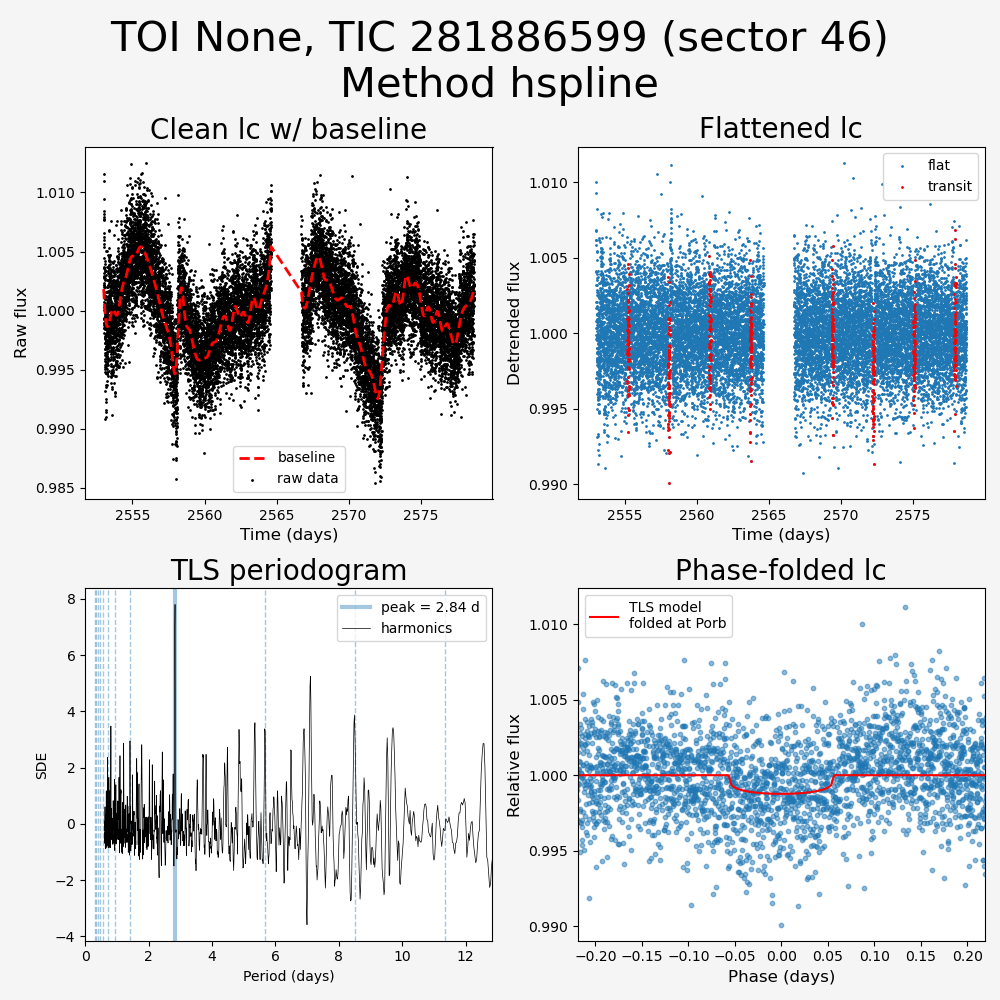 TOI None, TIC 281886599 (sector 46)
Method hspline
Clean lc w/ baseline
Raw flux
1.010
1.005
1.000
0.995
0.990
0.985
baseline
raw data
2555 2560 2565 2570 2575
Time (days)
Flattened lc
Detrended flux
1.010
1.005
1.000
0.995
0.990
flat
transit
2555 2560 2565 2570 2575
Time (days)
TLS periodogram
SDE
8
6
4
2
0
−2
−4
peak = 2.84 d
harmonics
0 2 4 6 8 10 12
Period (days)
Phase-folded lc
Relative flux
1.010
1.005
1.000
0.995
0.990
TLS model
folded at Porb
−0.20 −0.15 −0.10 −0.05 0.00 0.05 0.10 0.15 0.20
Phase (days)